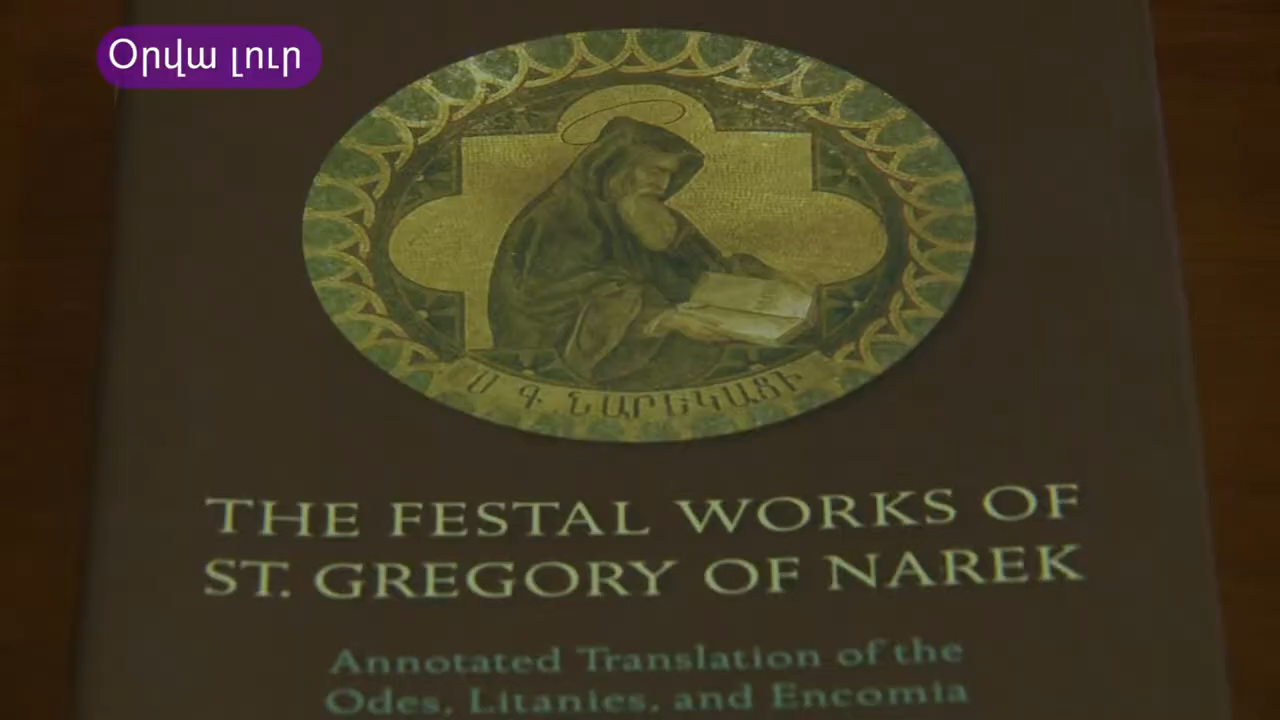 Օրվա լուր
Ս Գ ՆԱՐԵԿԱՑԻ
THE FESTAL WORKS OF
ST. GREGORY OF NAREK
Annotated Translation of the
Odes, Litanies, and Encomia